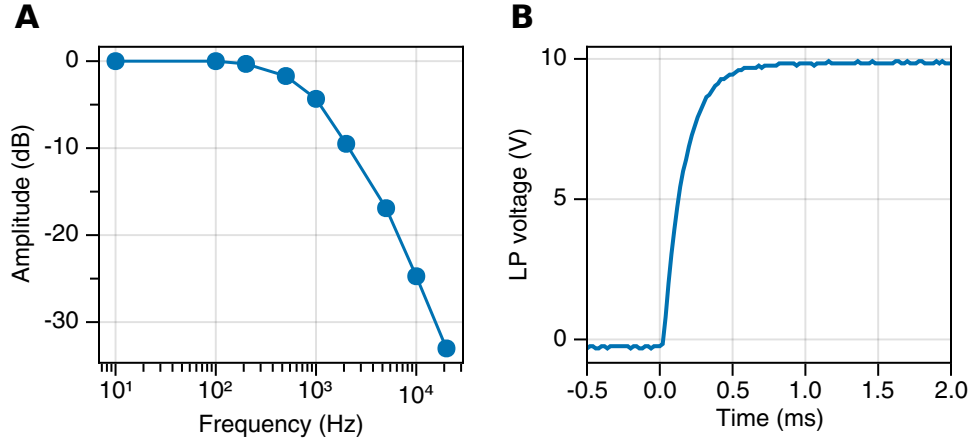 A
Amplitude (dB)
0
-10
-20
-30
10¹
10²
10³
10⁴
Frequency (Hz)
B
LP voltage (V)
10
5
0
-0.5
0.0
0.5
1.0
1.5
2.0
Time (ms)